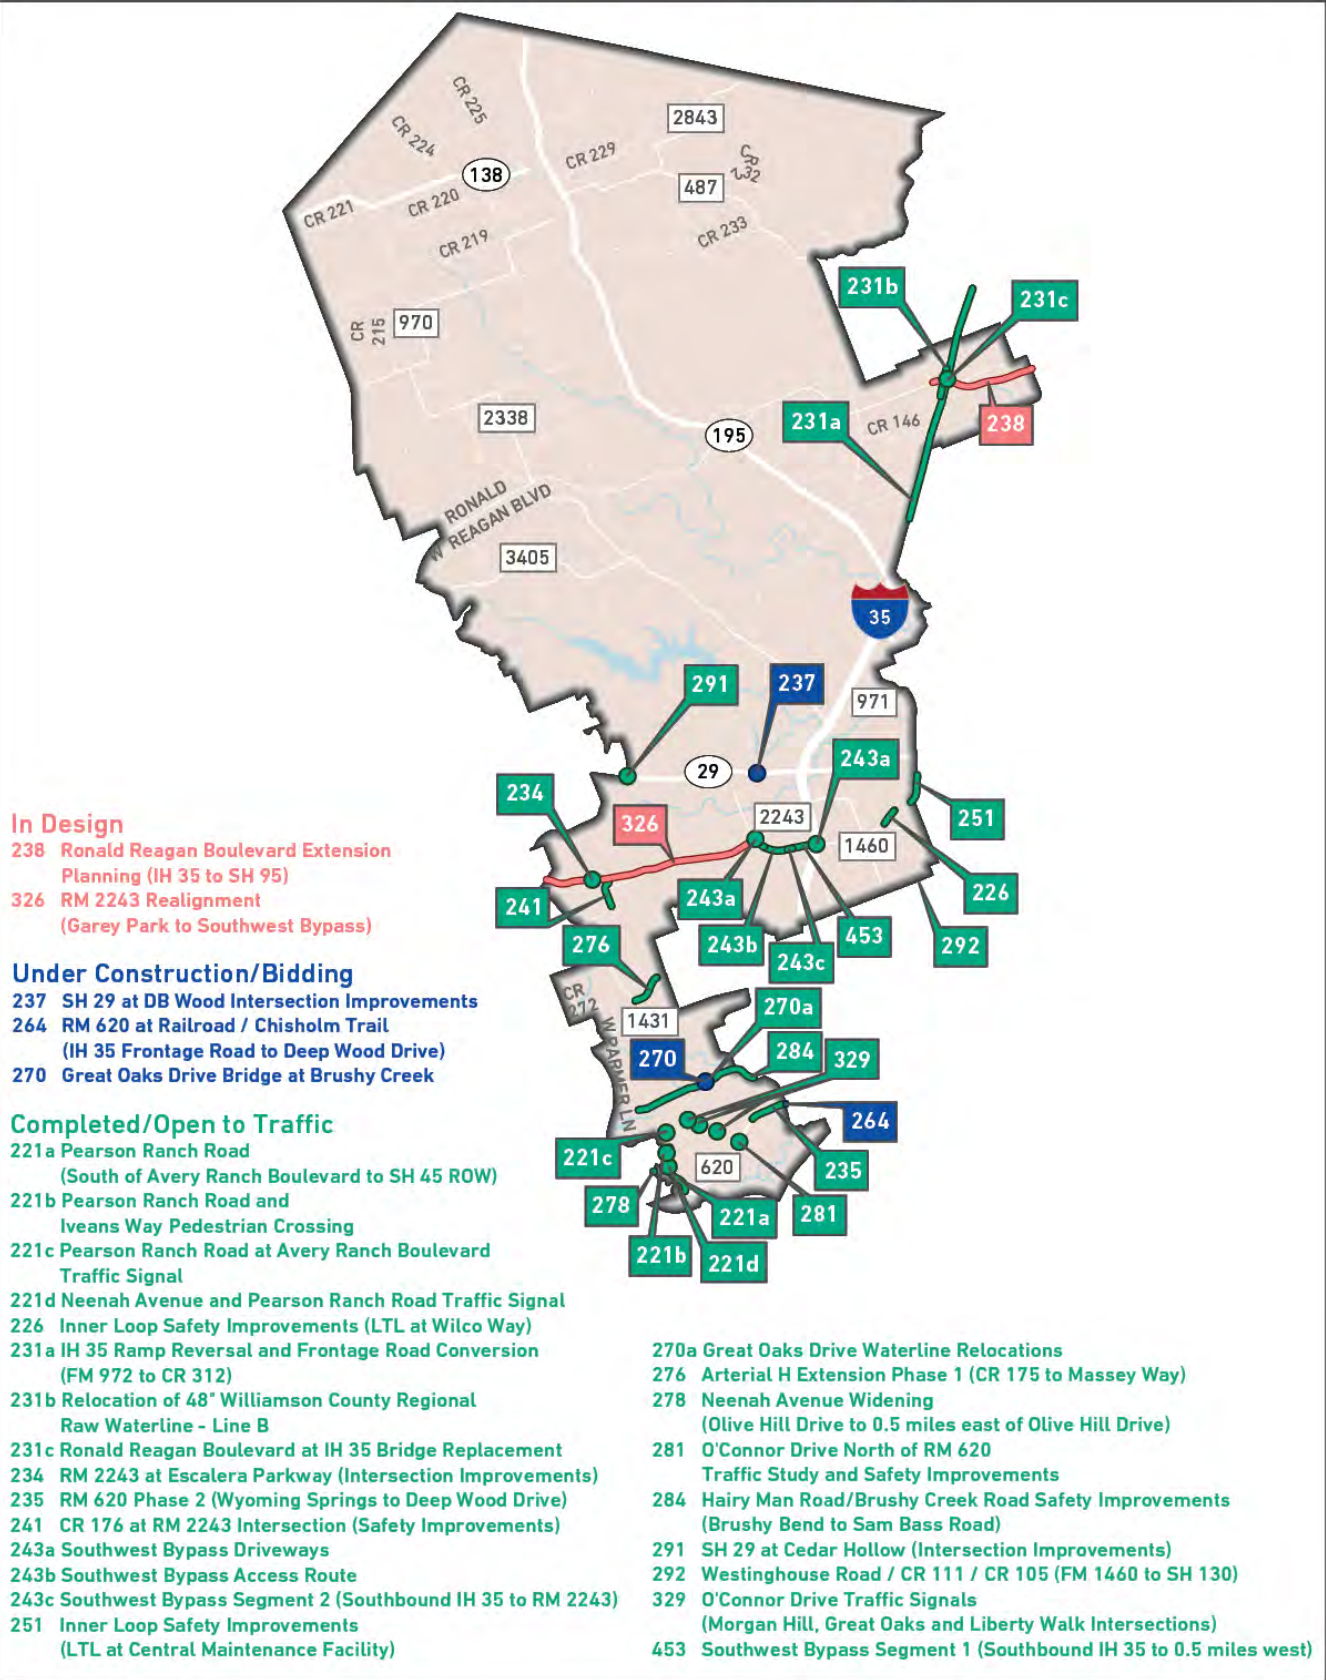 CR 225
CR 224
2843
CR 229
CR 232
138
487
CR 220
CR 221
CR 233
CR 219
231b
231c
CR 215
970
2338
195
231a
CR 146
238
RONALD
W REAGAN BLVD
3405
35
291
237
971
29
243a
234
326
2243
251
1460
241
243a
226
276
243b
243c
453
292
CR 272
1431
270a
W PARMER LN
270
284
329
264
221c
620
235
278
221a
281
221b
221d
In Design
238 Ronald Reagan Boulevard Extension
Planning (IH 35 to SH 95)
326 RM 2243 Realignment
(Garey Park to Southwest Bypass)
Under Construction/Bidding
237 SH 29 at DB Wood Intersection Improvements
264 RM 620 at Railroad / Chisholm Trail
(IH 35 Frontage Road to Deep Wood Drive)
270 Great Oaks Drive Bridge at Brushy Creek
Completed/Open to Traffic
221a Pearson Ranch Road
(South of Avery Ranch Boulevard to SH 45 ROW)
221b Pearson Ranch Road and
Iveans Way Pedestrian Crossing
221c Pearson Ranch Road at Avery Ranch Boulevard
Traffic Signal
221d Neenah Avenue and Pearson Ranch Road Traffic Signal
226 Inner Loop Safety Improvements (LTL at Wilco Way)
231a IH 35 Ramp Reversal and Frontage Road Conversion
(FM 972 to CR 312)
231b Relocation of 48" Williamson County Regional
Raw Waterline - Line B
231c Ronald Reagan Boulevard at IH 35 Bridge Replacement
234 RM 2243 at Escalera Parkway (Intersection Improvements)
235 RM 620 Phase 2 (Wyoming Springs to Deep Wood Drive)
241 CR 176 at RM 2243 Intersection (Safety Improvements)
243a Southwest Bypass Driveways
243b Southwest Bypass Access Route
243c Southwest Bypass Segment 2 (Southbound IH 35 to RM 2243)
251 Inner Loop Safety Improvements
(LTL at Central Maintenance Facility)
270a Great Oaks Drive Waterline Relocations
276 Arterial H Extension Phase 1 (CR 175 to Massey Way)
278 Neenah Avenue Widening
(Olive Hill Drive to 0.5 miles east of Olive Hill Drive)
281 O'Connor Drive North of RM 620
Traffic Study and Safety Improvements
284 Hairy Man Road/Brushy Creek Road Safety Improvements
(Brushy Bend to Sam Bass Road)
291 SH 29 at Cedar Hollow (Intersection Improvements)
292 Westinghouse Road / CR 111 / CR 105 (FM 1460 to SH 130)
329 O'Connor Drive Traffic Signals
(Morgan Hill, Great Oaks and Liberty Walk Intersections)
453 Southwest Bypass Segment 1 (Southbound IH 35 to 0.5 miles west)